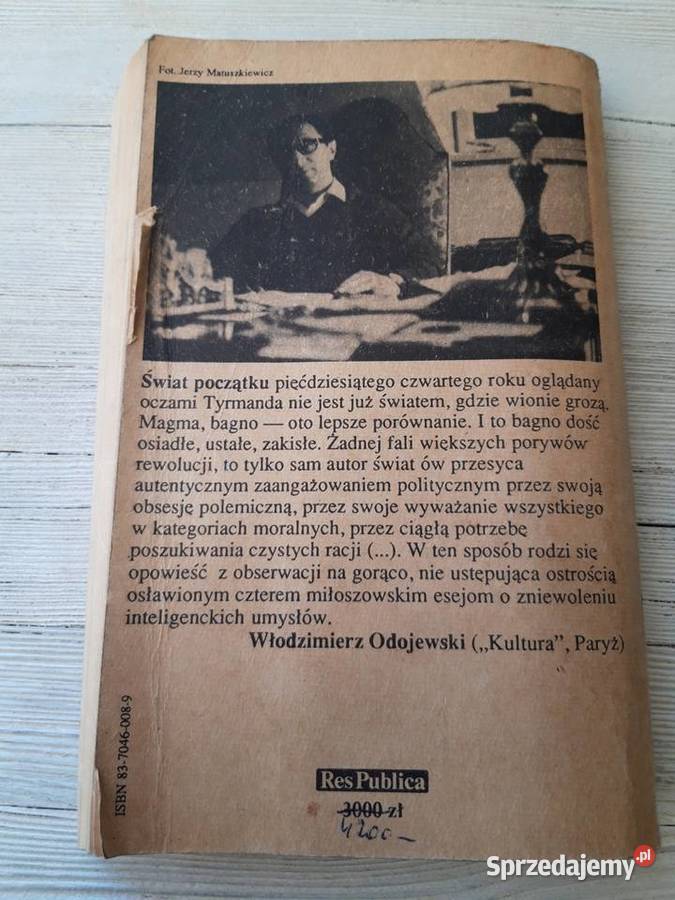 Fot. Jerzy Matuszkiewicz
Świat początku pięćdziesiątego czwartego roku oglądany
oczami Tyrmanda nie jest już światem, gdzie wionie grozą.
Magma, bagno — oto lepsze porównanie. I to bagno dość
osiadłe, ustałe, zakisłe. Żadnej fali większych porywów
rewolucji, to tylko sam autor świat ów przesyca
autentycznym zaangażowaniem politycznym przez swoją
obsesję polemiczną, przez swoje wyważanie wszystkiego
w kategoriach moralnych, przez ciągłą potrzebę
poszukiwania czystych racji (...). W ten sposób rodzi się
opowieść z obserwacji na gorąco, nie ustępująca ostrością
osławionym czterem miłoszowskim esejom o zniewoleniu
inteligenckich umysłów.
Włodzimierz Odojewski („Kultura”, Paryż)
ISBN 83-7046-008-9
Res Publica
3000 zł
4200–
Sprzedajemy.pl